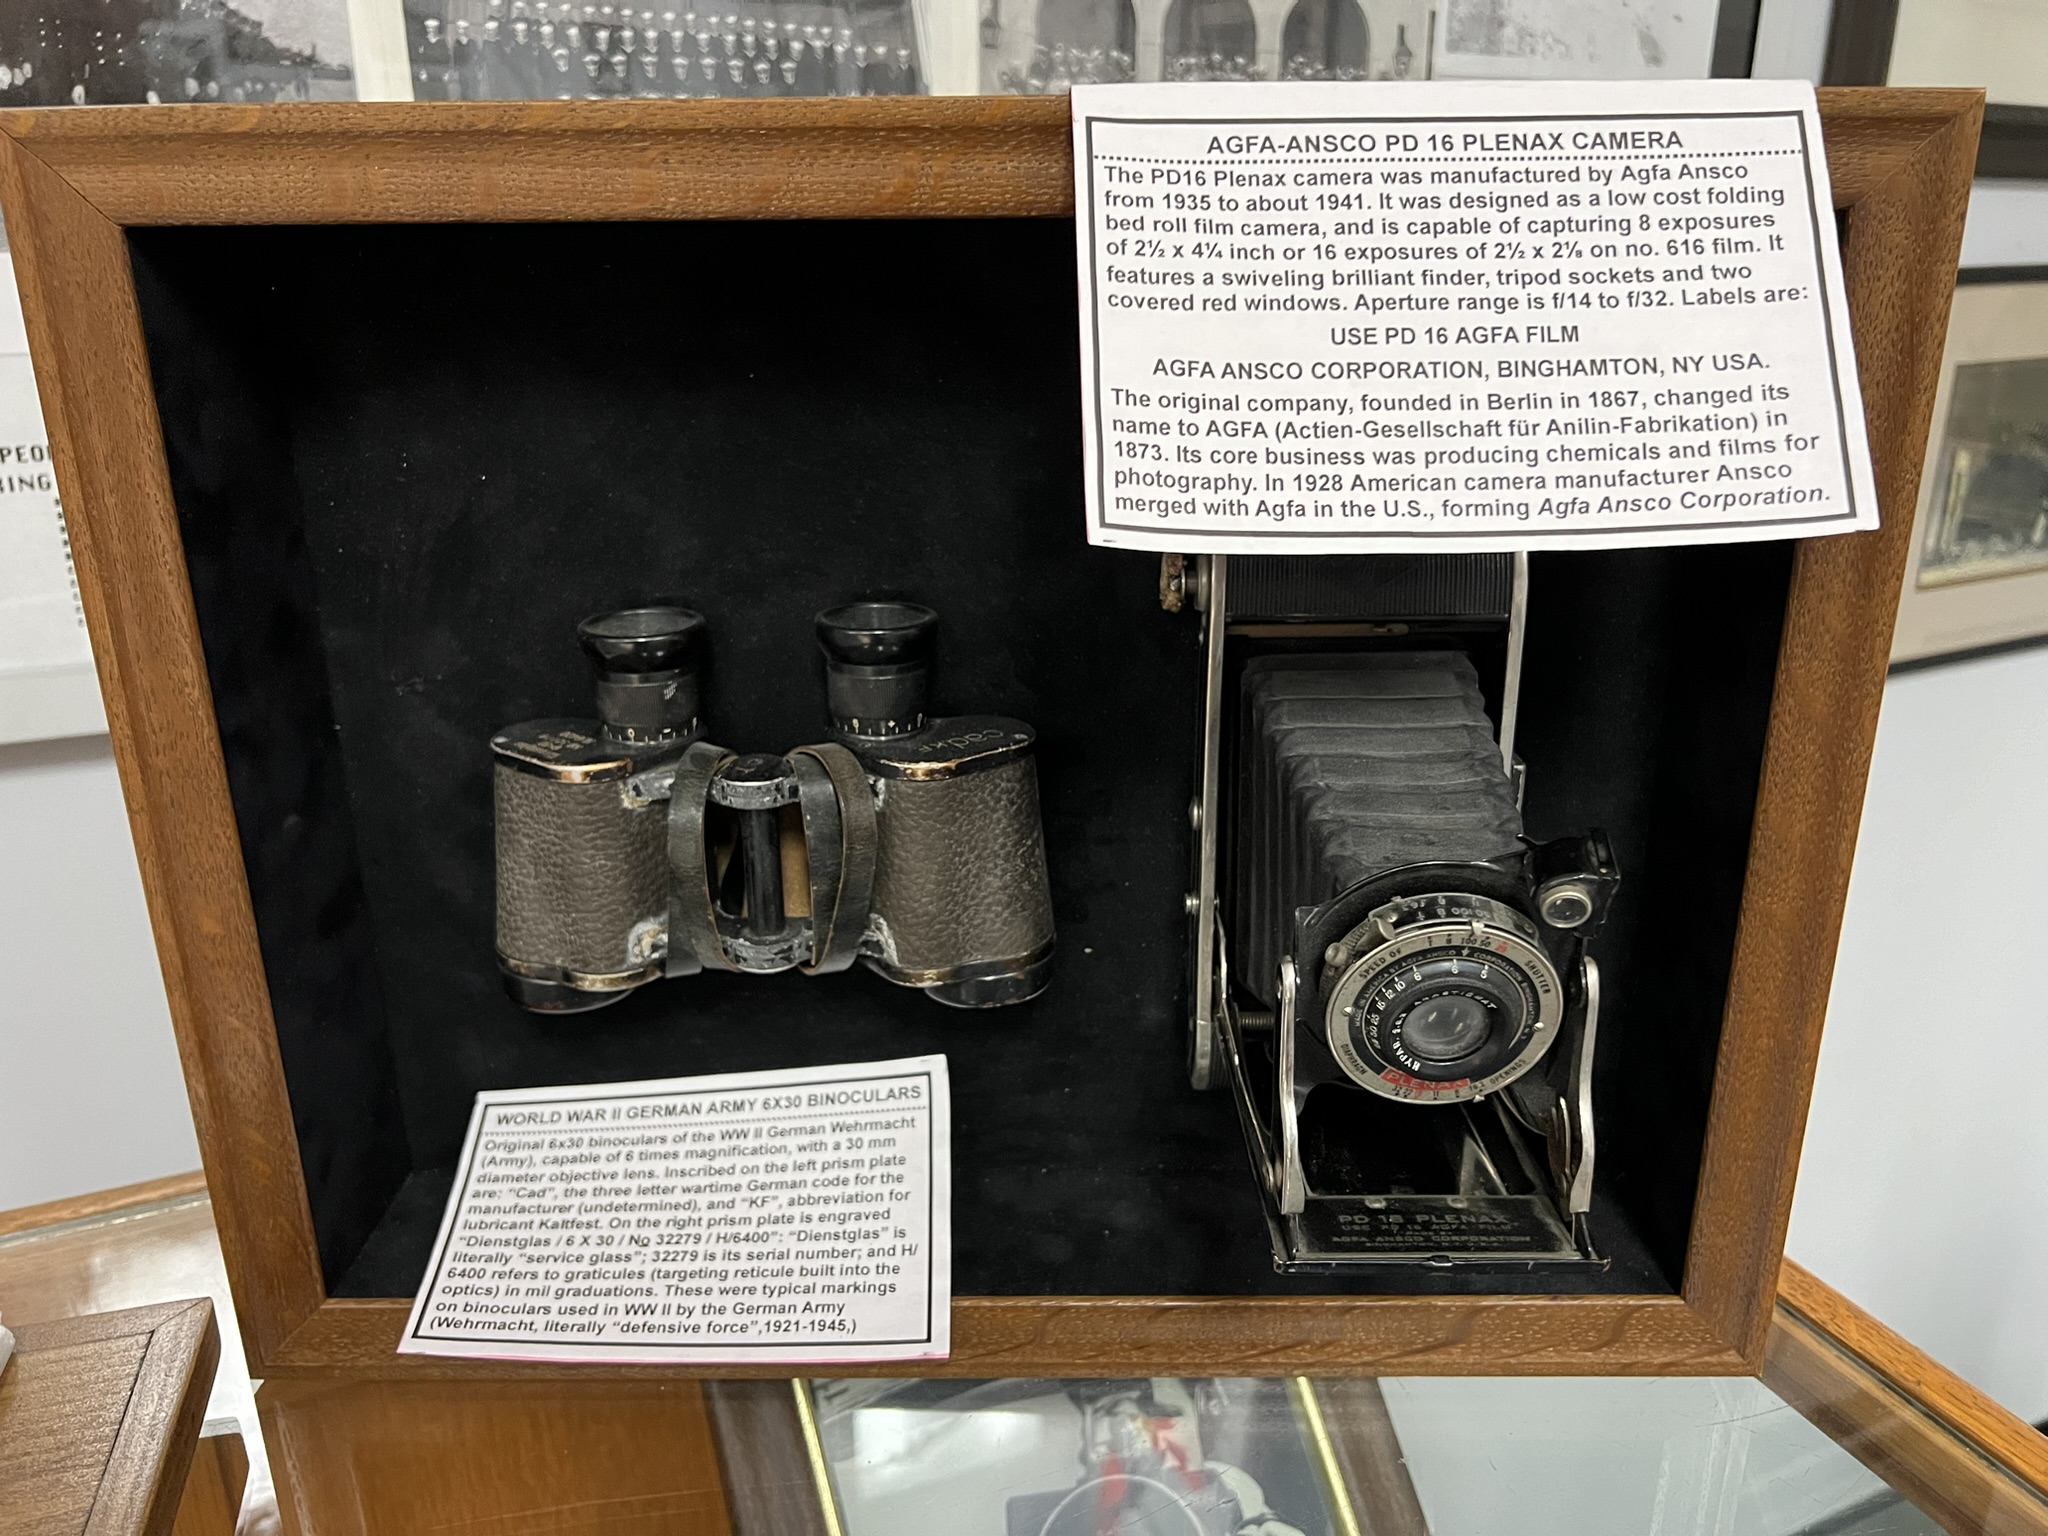 AGFA-ANSCO PD 16 PLENAX CAMERA
The PD16 Plenax camera was manufactured by Agfa Ansco
from 1935 to about 1941. It was designed as a low cost folding
bed roll film camera, and is capable of capturing 8 exposures
of 2½ x 4¼ inch or 16 exposures of 2½ x 2⅛ on no. 616 film. It
features a swiveling brilliant finder, tripod sockets and two
covered red windows. Aperture range is f/14 to f/32. Labels are:
USE PD 16 AGFA FILM
AGFA ANSCO CORPORATION, BINGHAMTON, NY USA.
The original company, founded in Berlin in 1867, changed its
name to AGFA (Actien-Gesellschaft für Anilin-Fabrikation) in
1873. Its core business was producing chemicals and films for
photography. In 1928 American camera manufacturer Ansco
merged with Agfa in the U.S., forming Agfa Ansco Corporation.
cad KF
SPEED OF SHUTTER
HYPAR
PLENAX
OPENINGS
PD 16 PLENAX
USE PD 16 AGFA FILM
AGFA ANSCO CORPORATION
WORLD WAR II GERMAN ARMY 6X30 BINOCULARS
Original 6x30 binoculars of the WW II German Wehrmacht
(Army), capable of 6 times magnification, with a 30 mm
diameter objective lens. Inscribed on the left prism plate
are: "Cad", the three letter wartime German code for the
manufacturer (undetermined), and "KF", abbreviation for
lubricant Kaltfest. On the right prism plate is engraved
"Dienstglas / 6 X 30 / No 32279 / H/6400": "Dienstglas" is
literally "service glass"; 32279 is its serial number; and H/
6400 refers to graticules (targeting reticule built into the
optics) in mil graduations. These were typical markings
on binoculars used in WW II by the German Army
(Wehrmacht, literally "defensive force",1921-1945,)